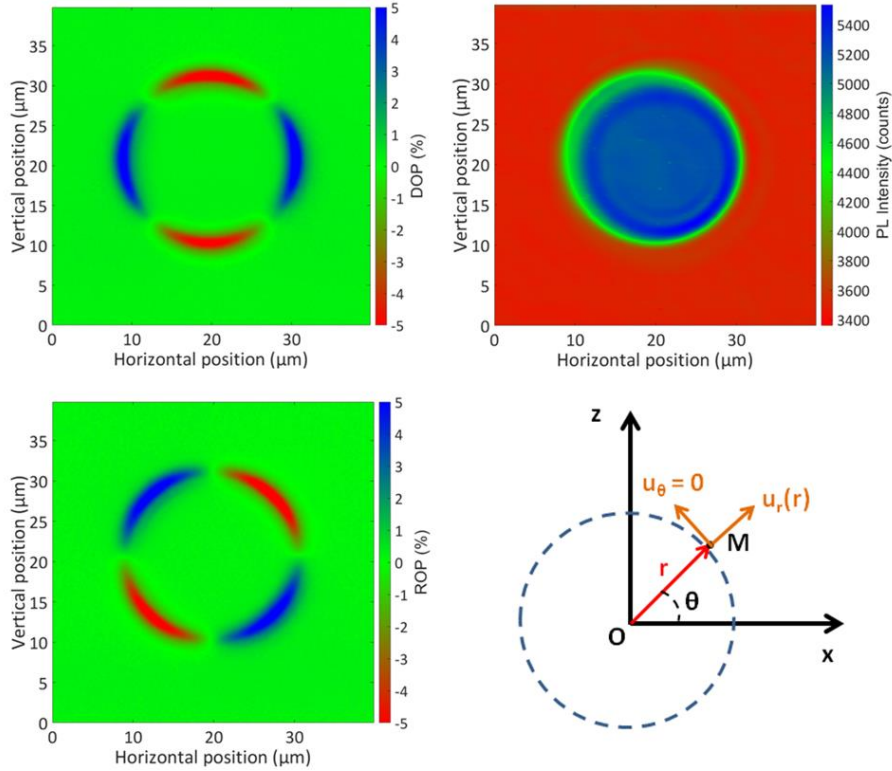 5
4
3
2
1
0
-1
-2
-3
-4
-5
DOP (%)
35
30
25
20
15
10
5
0
Vertical position (µm)
0 10 20 30
Horizontal position (µm)
5400
5200
5000
4800
4600
4400
4200
4000
3800
3600
3400
PL Intensity (counts)
35
30
25
20
15
10
5
0
Vertical position (µm)
0 10 20 30
Horizontal position (µm)
5
4
3
2
1
0
-1
-2
-3
-4
-5
ROP (%)
35
30
25
20
15
10
5
0
Vertical position (µm)
0 10 20 30
Horizontal position (µm)
z
uθ = 0
ur(r)
M
r
θ
O
x